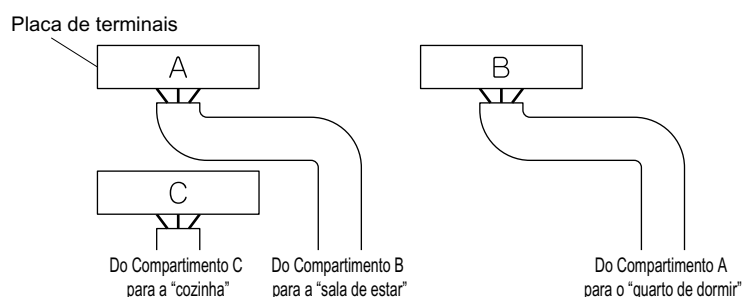 Placa de terminais
A
B
C
Do Compartimento C
para a “cozinha”
Do Compartimento B
para a “sala de estar”
Do Compartimento A
para o “quarto de dormir”